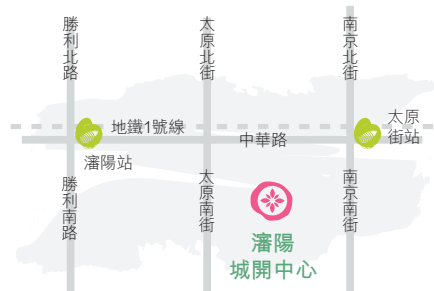 勝利北路
太原北街
南京北街
地鐵1號線
太原
街站
中華路
瀋陽站
勝利南路
太原南街
南京南街
瀋陽
城開中心